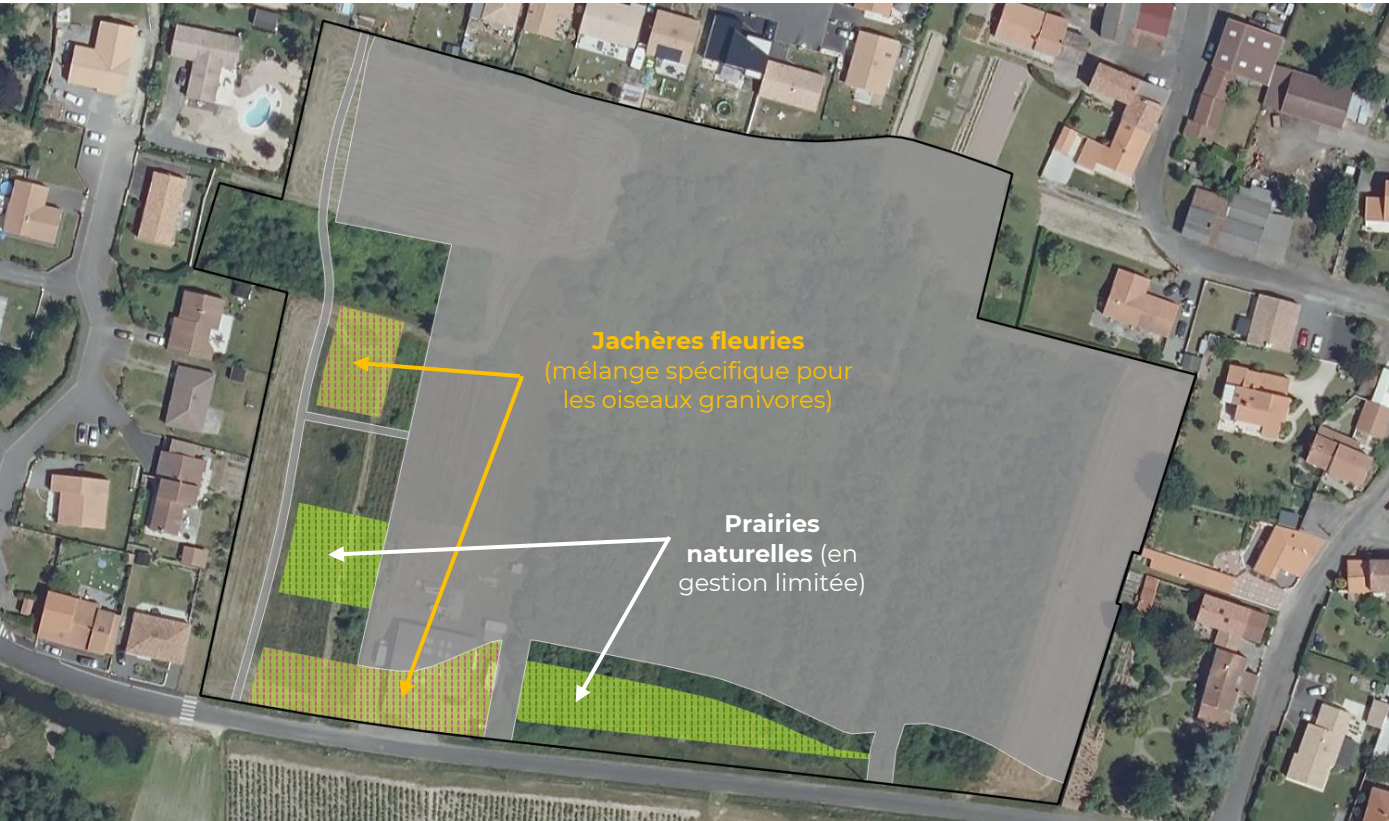 Jachères fleuries
(mélange spécifique pour
les oiseaux granivores)
Prairies
naturelles (en
gestion limitée)